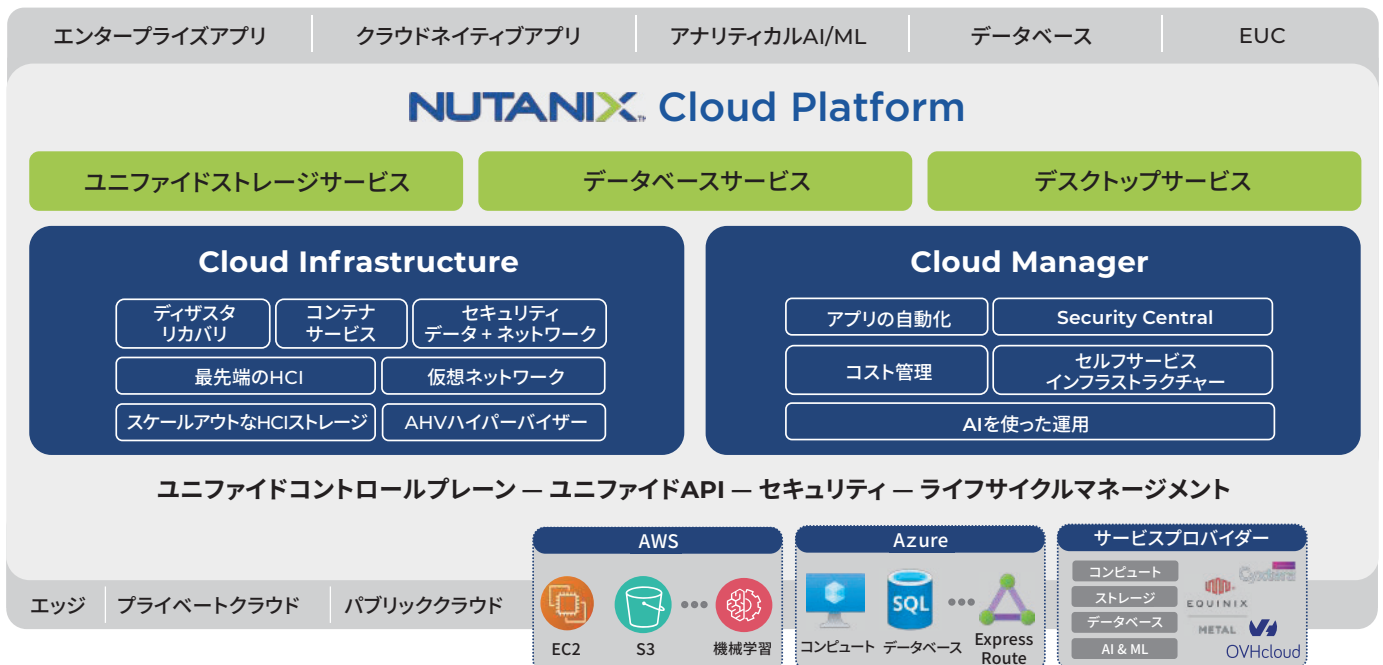 エンタープライズアプリ
クラウドネイティブアプリ
アナリティカルAI/ML
データベース
EUC
NUTANIX™ Cloud Platform
ユニファイドストレージサービス
データベースサービス
デスクトップサービス
Cloud Infrastructure
ディザスタ
リカバリ
コンテナ
サービス
セキュリティ
データ + ネットワーク
最先端のHCI
仮想ネットワーク
スケールアウトなHCIストレージ
AHVハイパーバイザー
Cloud Manager
アプリの自動化
Security Central
コスト管理
セルフサービス
インフラストラクチャー
AIを使った運用
ユニファイドコントロールプレーン — ユニファイドAPI — セキュリティ — ライフサイクルマネージメント
エッジ
プライベートクラウド
パブリッククラウド
AWS
EC2
S3
機械学習
Azure
コンピュート
SQL
データベース
Express
Route
サービスプロバイダー
コンピュート
ストレージ
データベース
AI & ML
Cyxtera
EQUINIX
METAL
OVHcloud